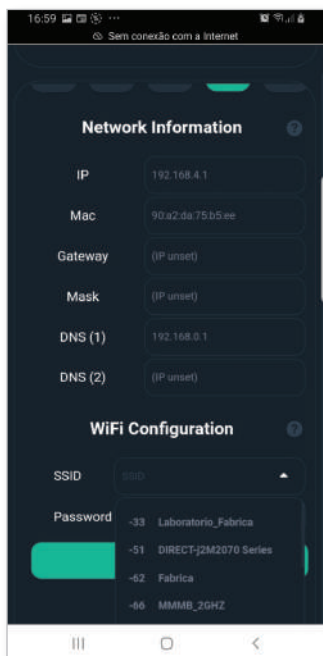 16:59
Sem conexão com a Internet
Network Information
IP 192.168.4.1
Mac 90:a2:da:75:b5:ee
Gateway (IP unset)
Mask (IP unset)
DNS (1) 192.168.0.1
DNS (2) (IP unset)
WiFi Configuration
SSID SSID
Password
-33 Laboratorio_Fabrica
-51 DIRECT-j2M2070 Series
-62 Fabrica
-66 MMMB_2GHZ